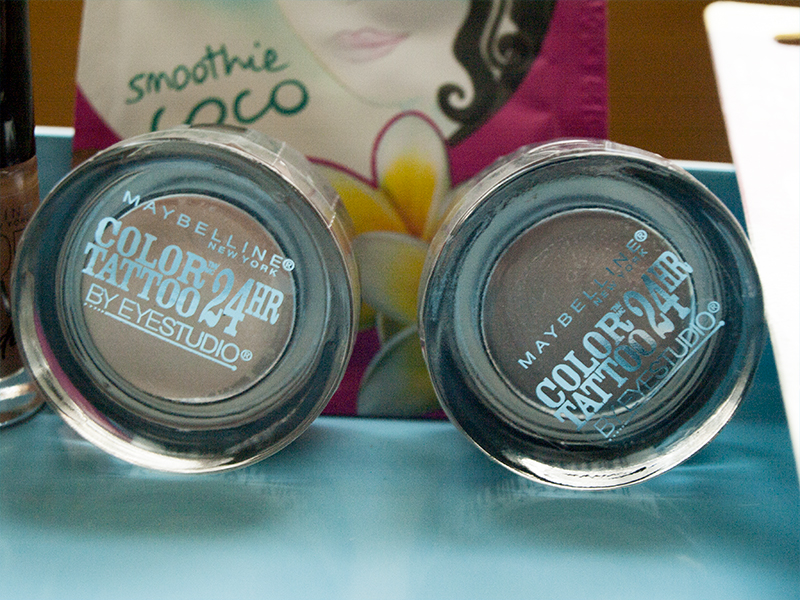 smoothie
coco
MAYBELLINE®
NEW YORK
COLOR
TATTOO 24HR
BY EYESTUDIO®
MAYBELLINE®
NEW YORK
COLOR
TATTOO 24HR
BY EYESTUDIO®